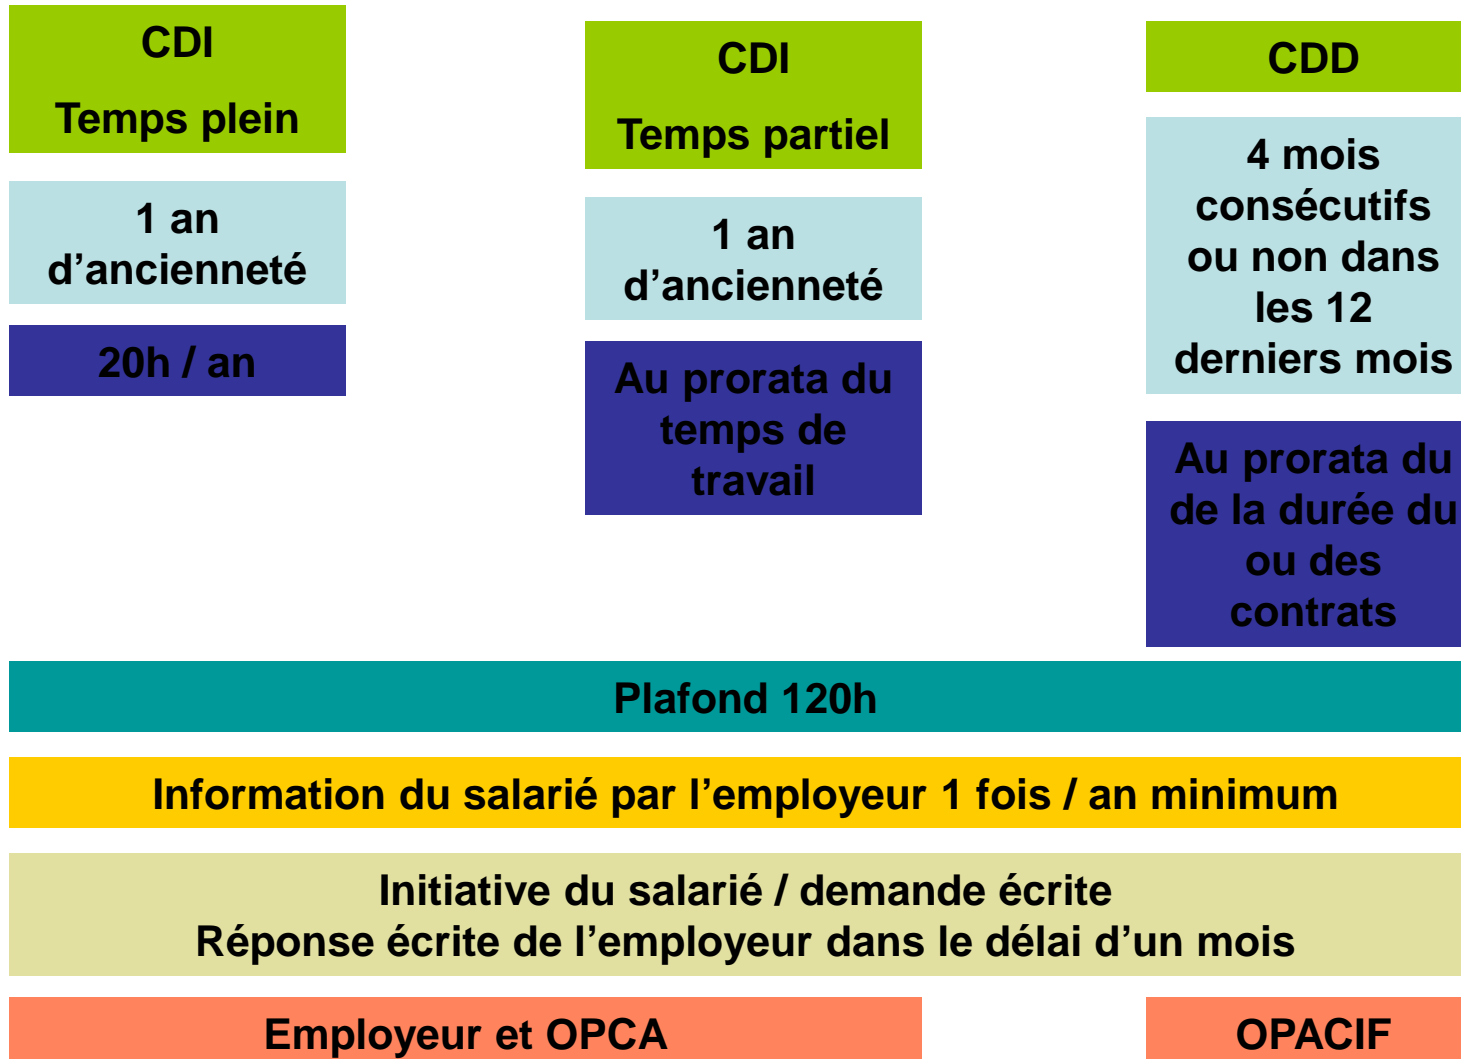 CDI
Temps plein
1 an
d’ancienneté
20h / an
CDI
Temps partiel
1 an
d’ancienneté
Au prorata du
temps de
travail
CDD
4 mois
consécutifs
ou non dans
les 12
derniers mois
Au prorata du
de la durée du
ou des
contrats
Plafond 120h
Information du salarié par l’employeur 1 fois / an minimum
Initiative du salarié / demande écrite
Réponse écrite de l’employeur dans le délai d’un mois
Employeur et OPCA
OPACIF